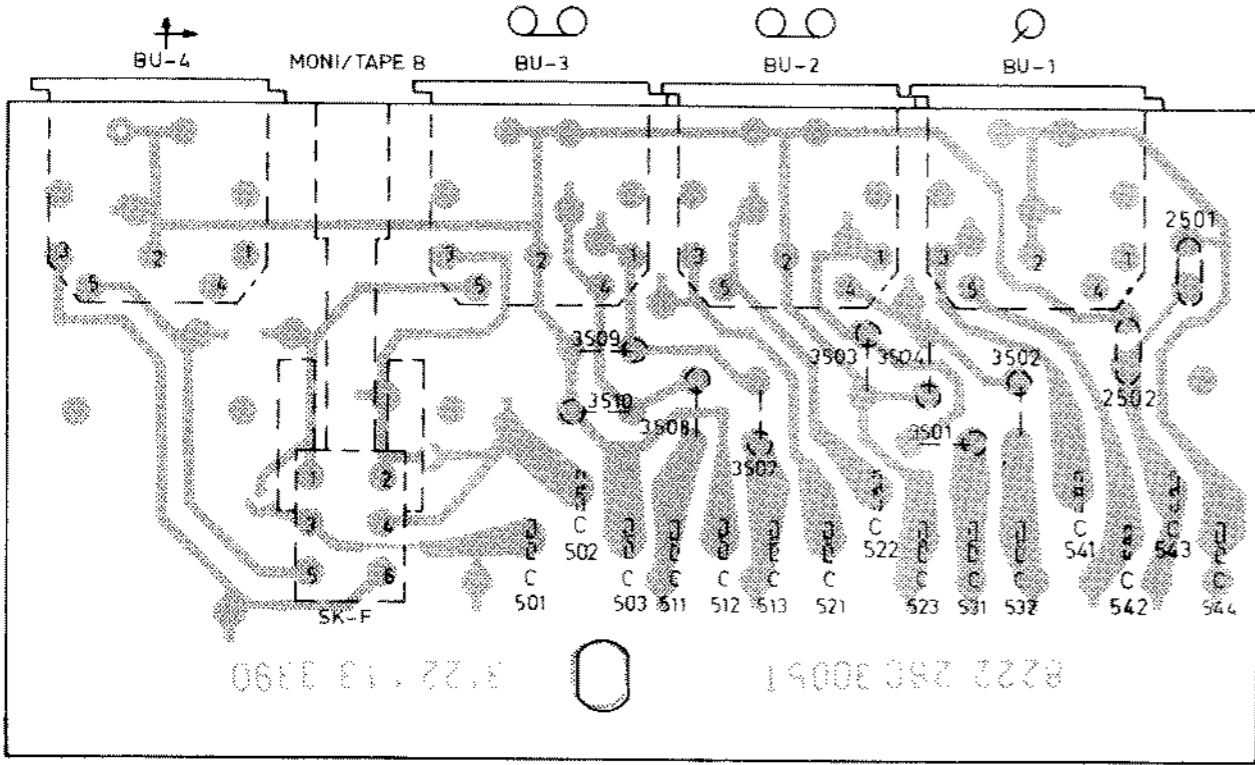 BU-4
MONI/TAPE B
BU-3
BU-2
BU-1
3 2 1
5 4
3 2 1
5 4
3 2 1
5 4
3 2 1
5 4
2501
2502
3509
3510
3508
3507
3503
3504
3502
3501
1 2
3 4
5 6
SK-F
C
501
C
502
C
503
C
511
C
512
C
513
C
521
C
522
C
523
C
531
C
532
C
541
C
542
C
543
C
544